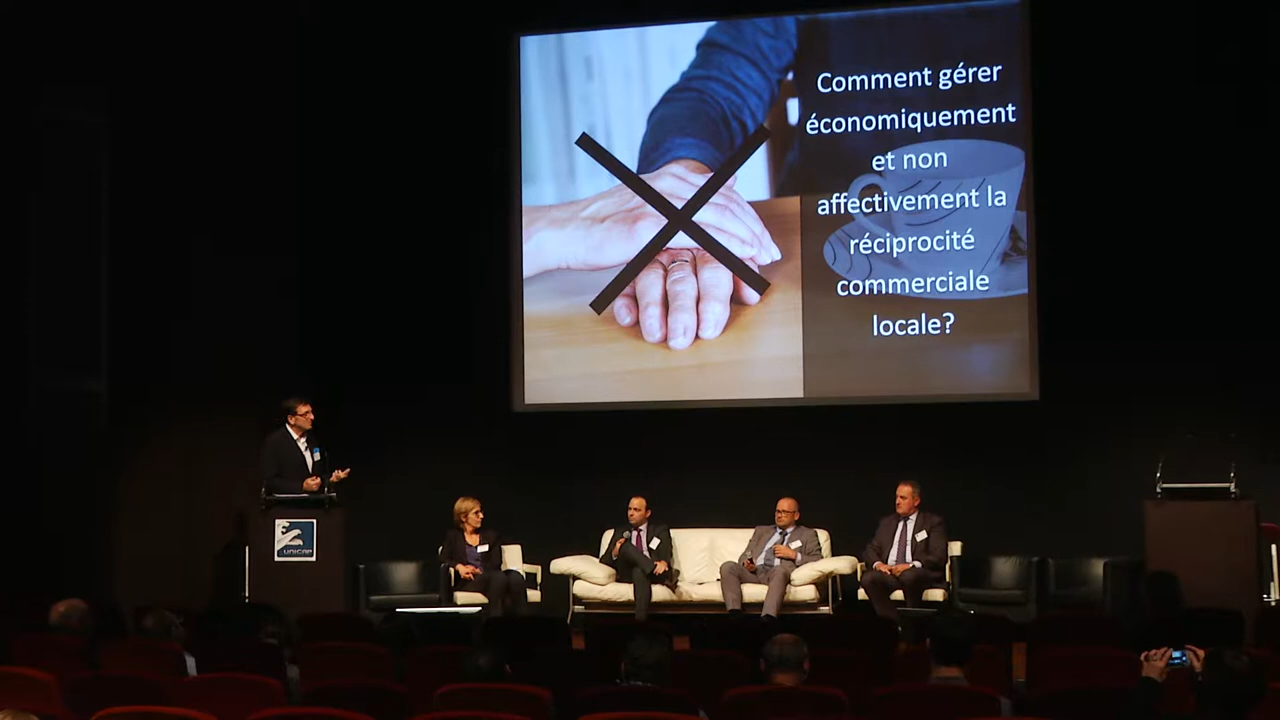 Comment gérer
économiquement
et non
affectivement la
réciprocité
commerciale
locale?
UNICAP